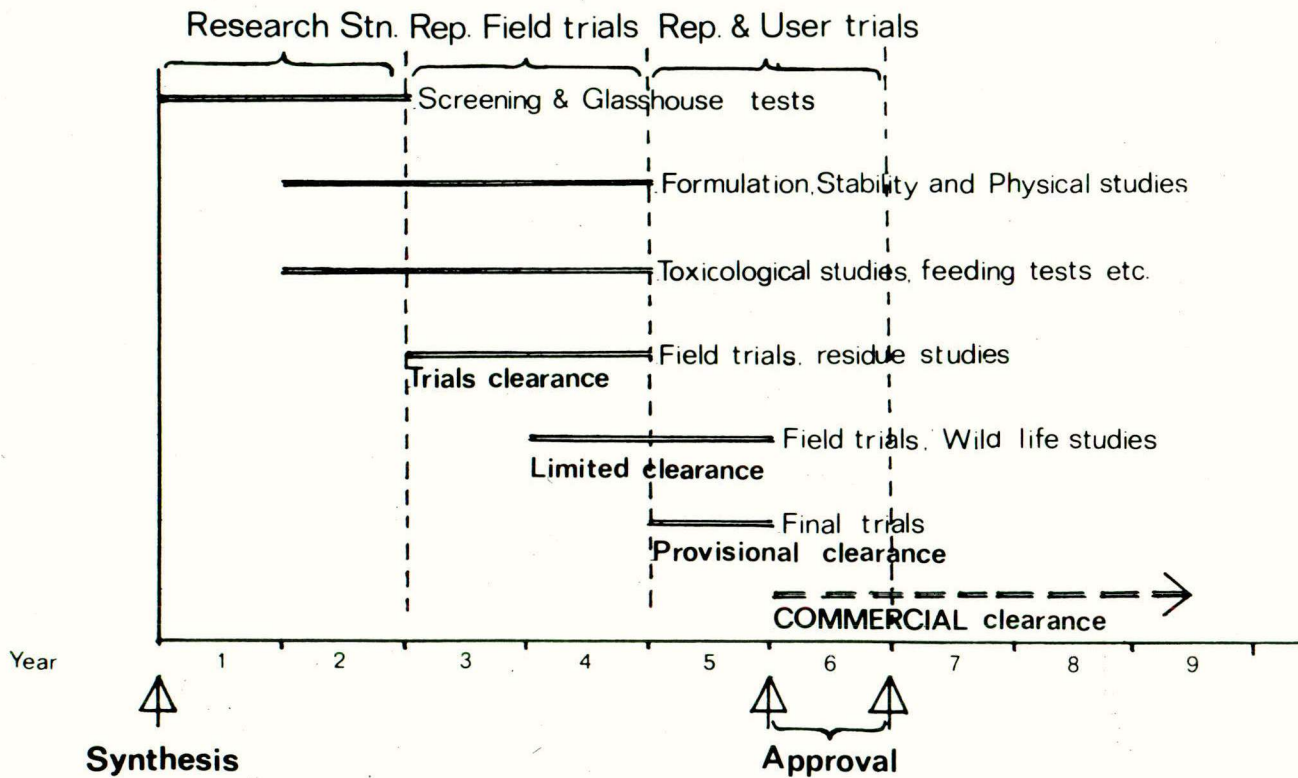 Research Stn. Rep. Field trials Rep. & User trials
Screening & Glasshouse tests
Formulation, Stability and Physical studies
Toxicological studies, feeding tests etc.
Field trials. residue studies
Trials clearance
Field trials. Wild life studies
Limited clearance
Final trials
Provisional clearance
COMMERCIAL clearance
Year 1 2 3 4 5 6 7 8 9
Synthesis Approval